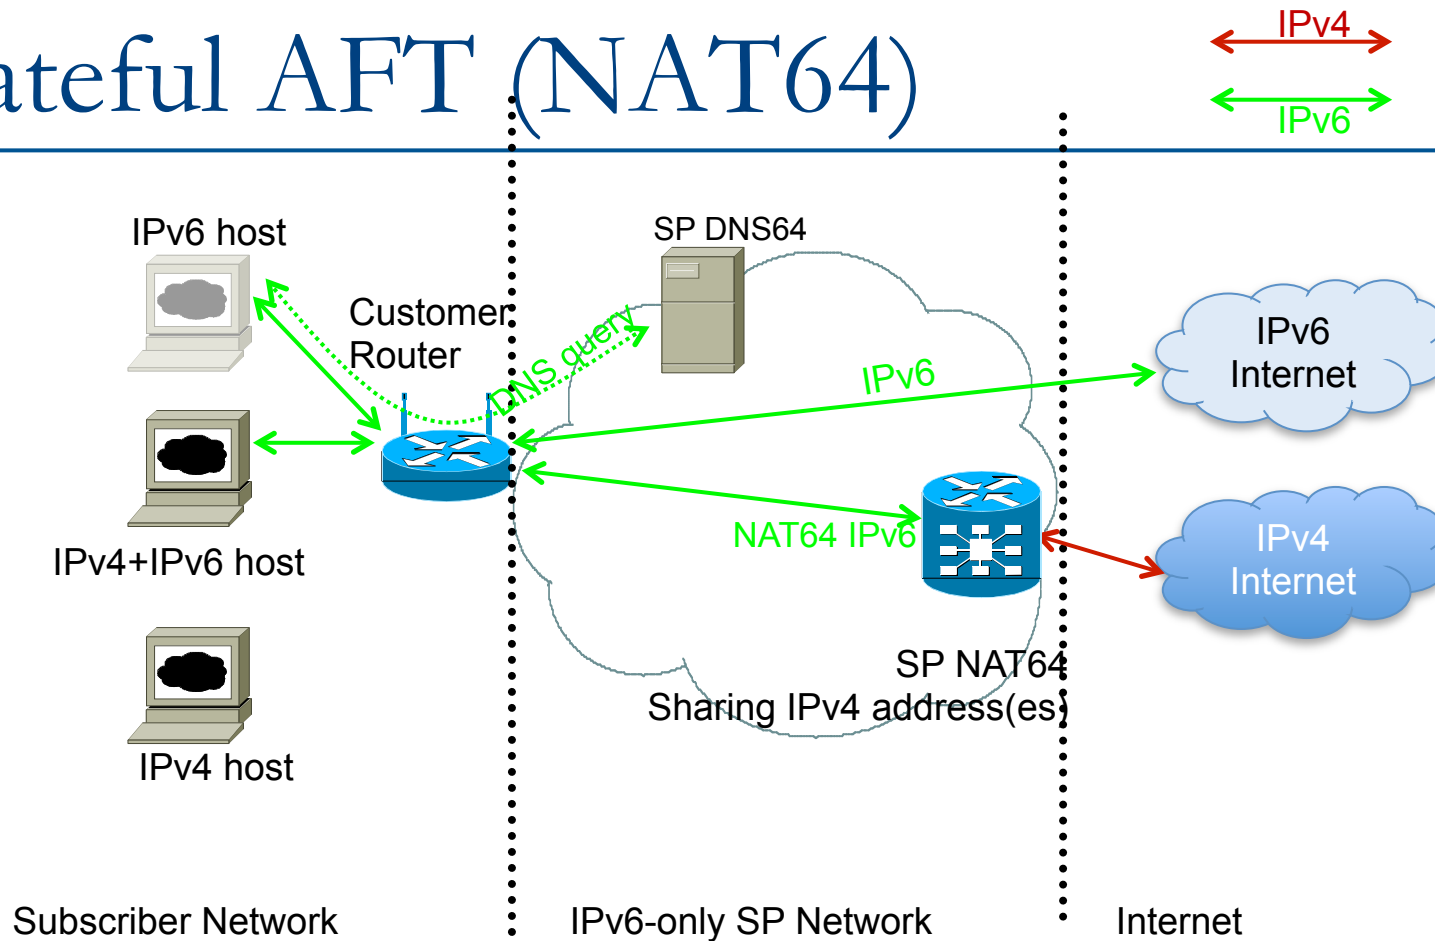 ateful AFT (NAT64)
IPv4
IPv6
IPv6 host
SP DNS64
Customer
Router
DNS query
IPv6
IPv6
Internet
NAT64 IPv6
IPv4
Internet
IPv4+IPv6 host
SP NAT64
Sharing IPv4 address(es)
IPv4 host
Subscriber Network
IPv6-only SP Network
Internet